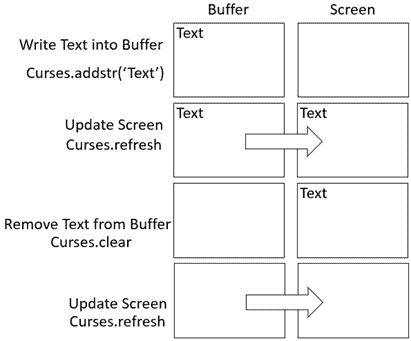 Buffer Screen
Write Text into Buffer
Curses.addstr(‘Text’)
Text
Update Screen
Curses.refresh
Text Text
Remove Text from Buffer
Curses.clear
Text
Update Screen
Curses.refresh